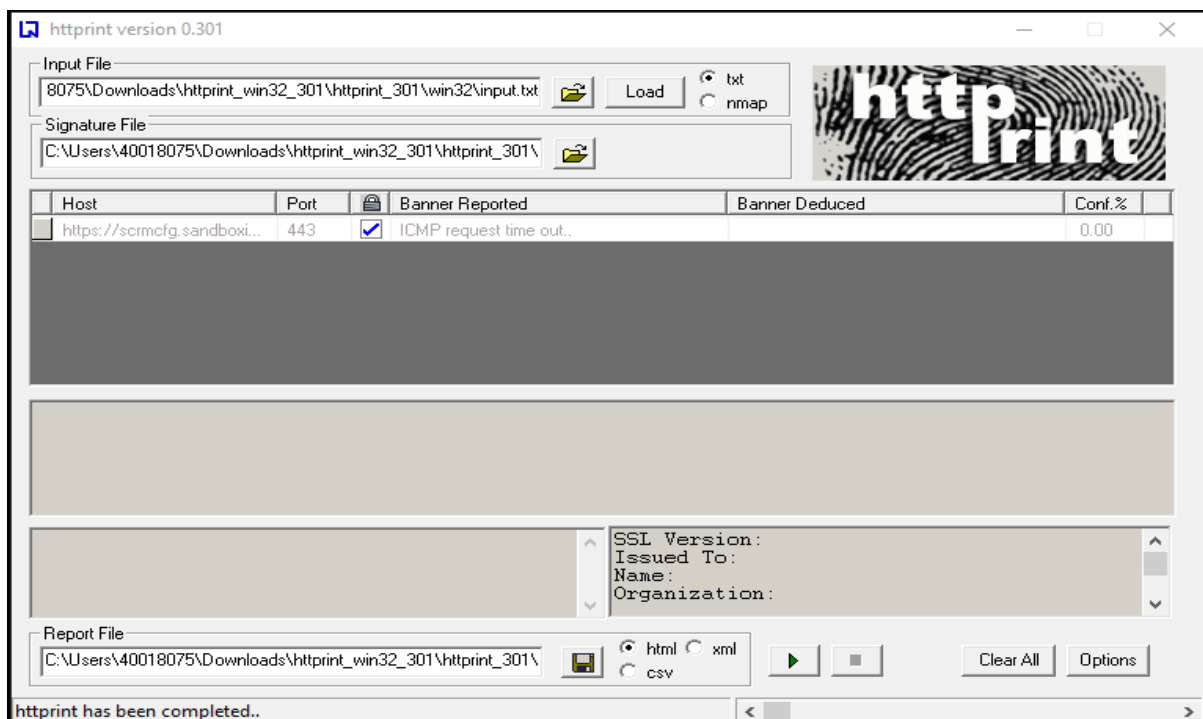 httprint version 0.301
Input File
8075\Downloads\httprint_win32_301\httprint_301\win32\input.txt
Load
txt
nmap
http
rint
Signature File
C:\Users\40018075\Downloads\httprint_win32_301\httprint_301\
Host Port Banner Reported Banner Deduced Conf.%
https://scrmcfg.sandboxi... 443 ICMP request time out.. 0.00
SSL Version:
Issued To:
Name:
Organization:
Report File
C:\Users\40018075\Downloads\httprint_win32_301\httprint_301\
html xml
csv
Clear All Options
httprint has been completed..